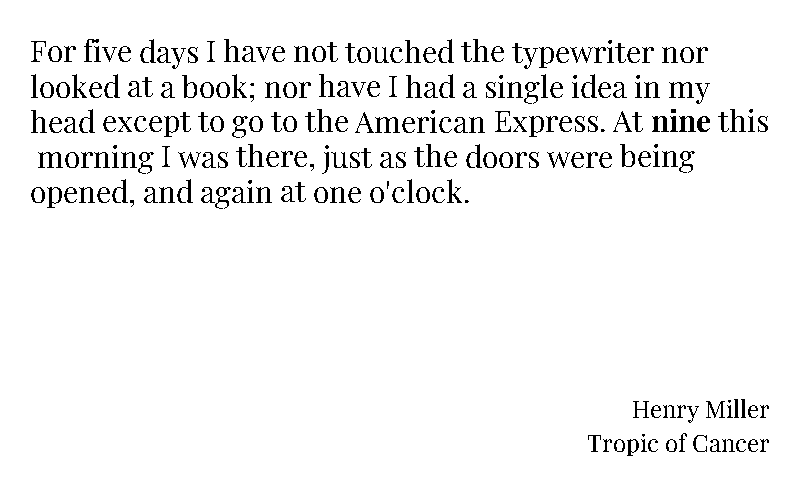 For five days I have not touched the typewriter nor
looked at a book; nor have I had a single idea in my
head except to go to the American Express. At nine this
morning I was there, just as the doors were being
opened, and again at one o'clock.
Henry Miller
Tropic of Cancer